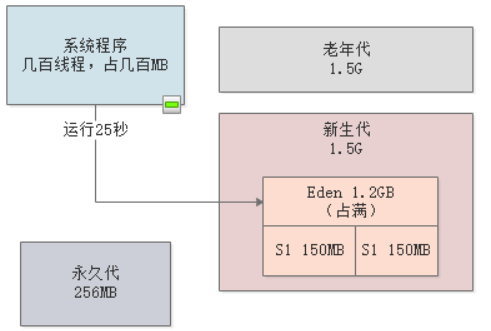 系统程序
几百线程，占几百MB
运行25秒
老年代
1.5G
新生代
1.5G
Eden 1.2GB
（占满）
S1 150MB
S1 150MB
永久代
256MB